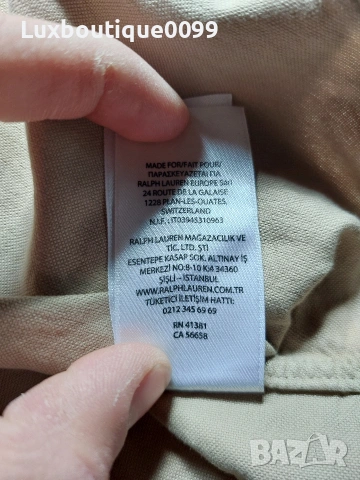 Luxboutique0099
MADE FOR/FAIT POUR/
ΠΑΡΑΣΚΕΥΑΖΕΤΑΙ ΓΙΑ
RALPH LAUREN EUROPE Sàrl
24 ROUTE DE LA GALAISE
1228 PLAN-LES-OUATES,
SWITZERLAND
N.I.F.: IT03945310963
RALPH LAUREN MAĞAZACILIK VE
TİC. LTD. ŞTİ
ESENTEPE KASAP SOK. ALTINAY İŞ
MERKEZİ NO:8-10 K:4 34360
ŞİŞLİ-İSTANBUL
WWW.RALPHLAUREN.COM.TR
TÜKETİCİ İLETİŞİM HATTI:
0212 345 69 69
RN 41381
CA 56658
BAZAR
bg